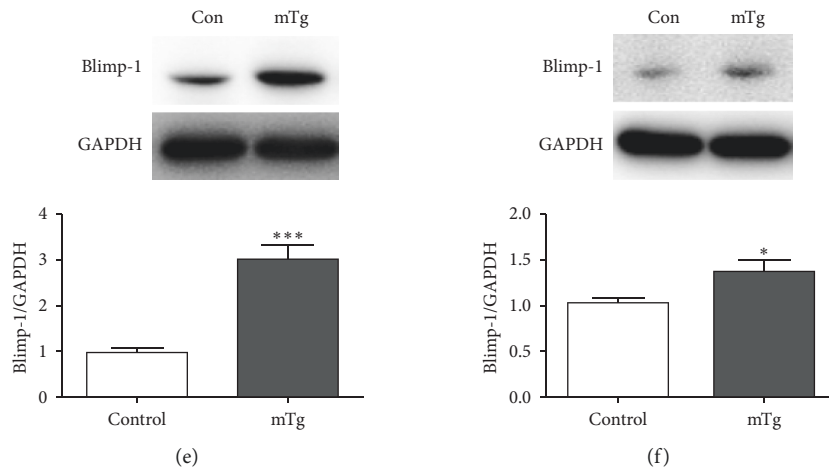 Con mTg
Blimp-1
GAPDH
4
3
2
1
0
Blimp-1/GAPDH
***
Control mTg
(e)
Con mTg
Blimp-1
GAPDH
2.0
1.5
1.0
0.5
0.0
Blimp-1/GAPDH
*
Control mTg
(f)